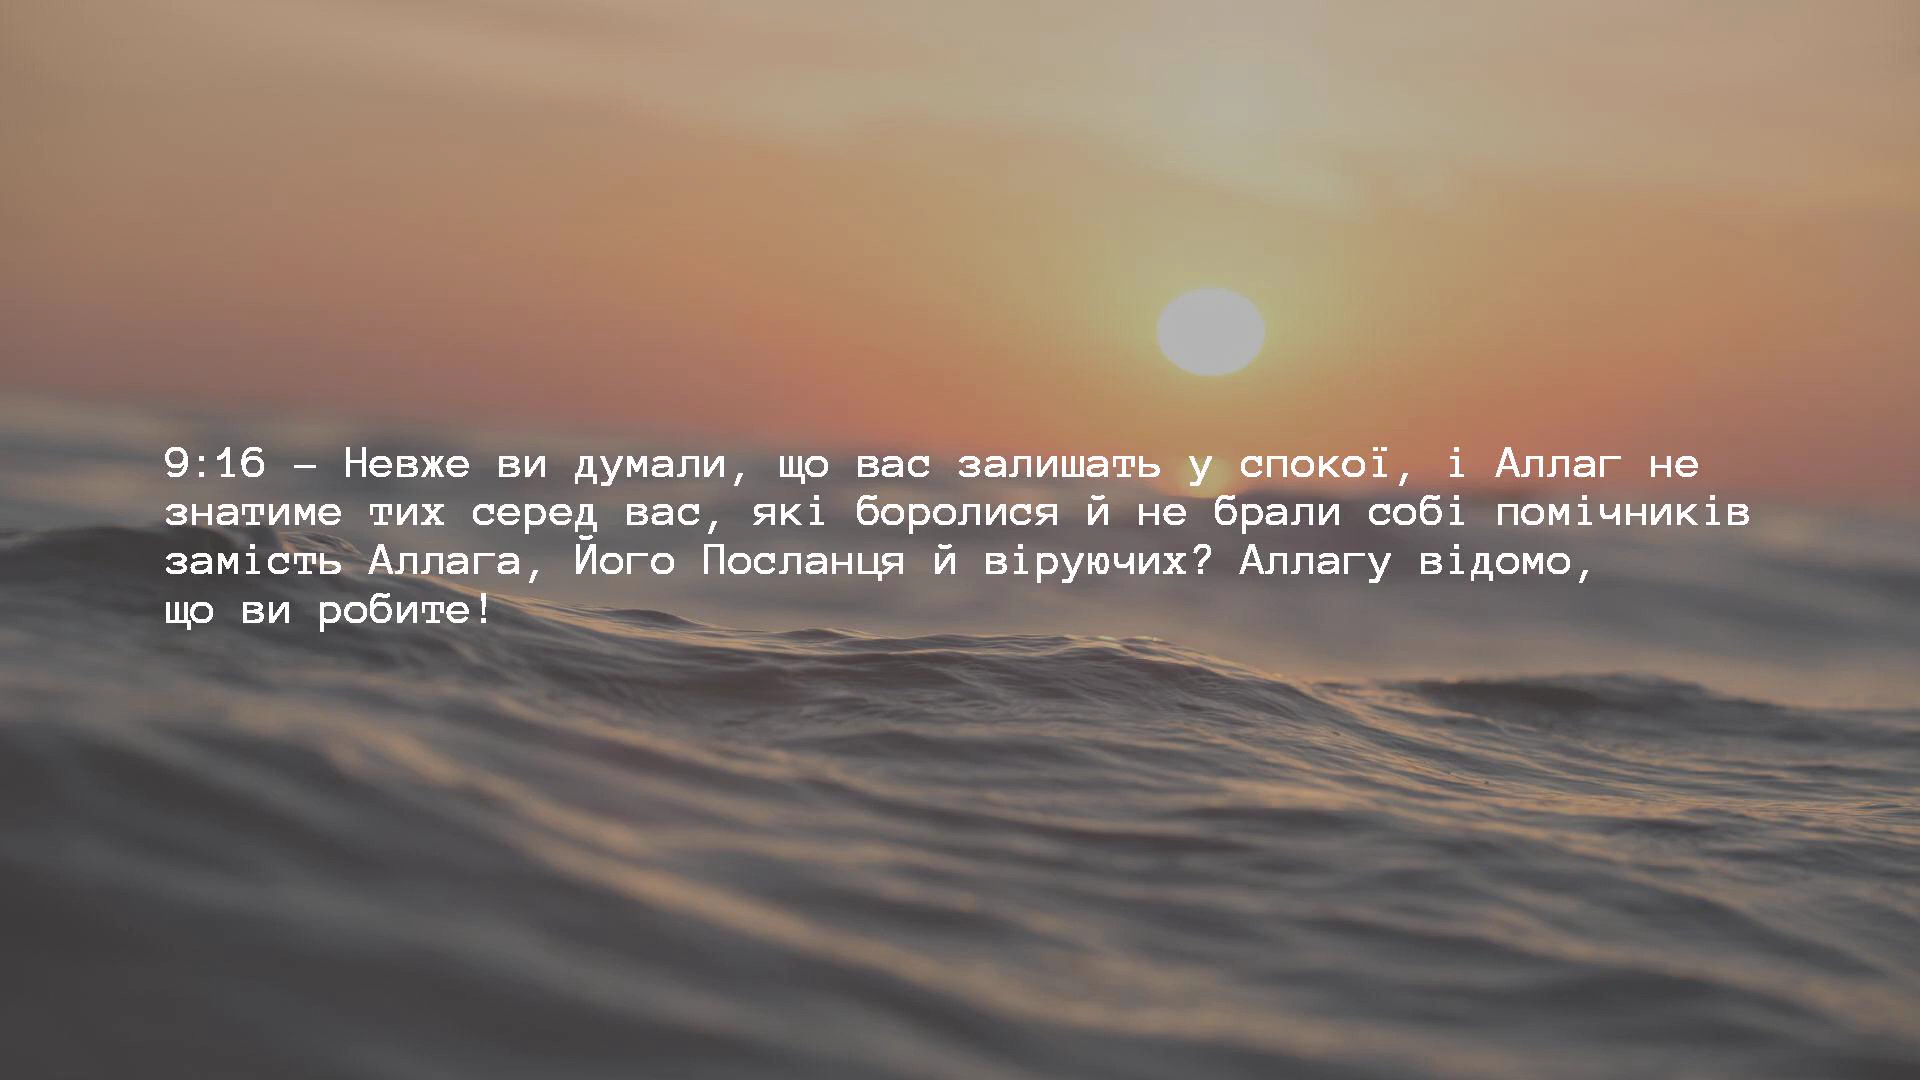 9:16 – Невже ви думали, що вас залишать у спокої, і Аллаг не
знатиме тих серед вас, які боролися й не брали собі помічників
замість Аллага, Його Посланця й віруючих? Аллагу відомо,
що ви робите!